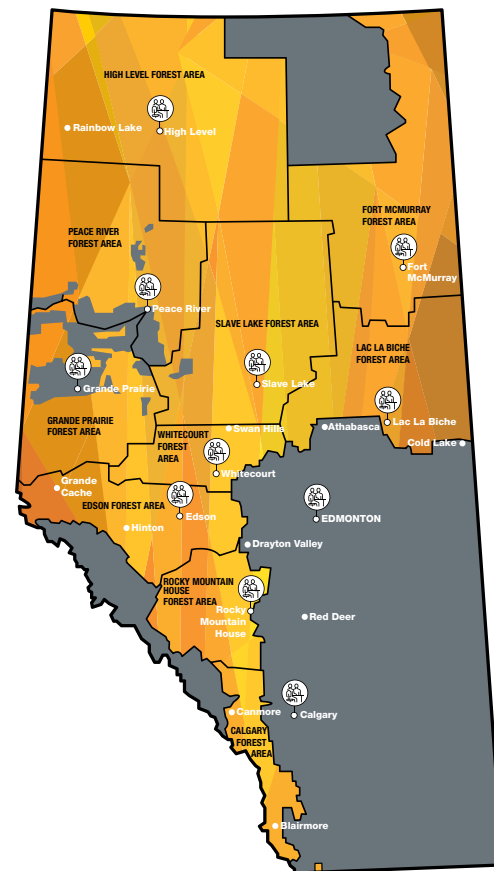 HIGH LEVEL FOREST AREA
Rainbow Lake
High Level
FORT MCMURRAY
FOREST AREA
PEACE RIVER
FOREST AREA
Fort
McMurray
Peace River
SLAVE LAKE FOREST AREA
LAC LA BICHE
FOREST AREA
Grande Prairie
Slave Lake
GRANDE PRAIRIE
FOREST AREA
Swan Hills
Athabasca
Lac La Biche
WHITECOURT
FOREST
AREA
Cold Lake
Whitecourt
Grande
Cache
EDSON FOREST AREA
Edson
EDMONTON
Hinton
Drayton Valley
ROCKY MOUNTAIN
HOUSE
FOREST AREA
Rocky
Mountain
House
Red Deer
Canmore
Calgary
CALGARY
FOREST
AREA
Blairmore